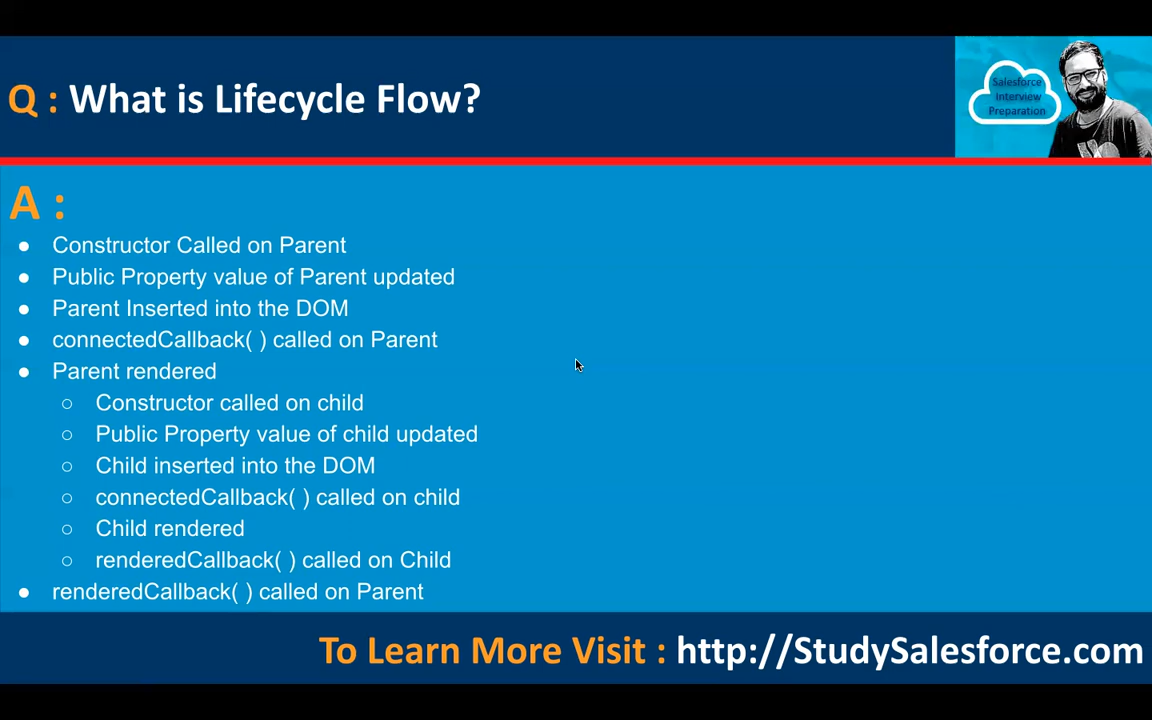 Q : What is Lifecycle Flow?
Salesforce
Interview
Preparation
A :
● Constructor Called on Parent
● Public Property value of Parent updated
● Parent Inserted into the DOM
● connectedCallback( ) called on Parent
● Parent rendered
○ Constructor called on child
○ Public Property value of child updated
○ Child inserted into the DOM
○ connectedCallback( ) called on child
○ Child rendered
○ renderedCallback( ) called on Child
● renderedCallback( ) called on Parent
To Learn More Visit : http://StudySalesforce.com